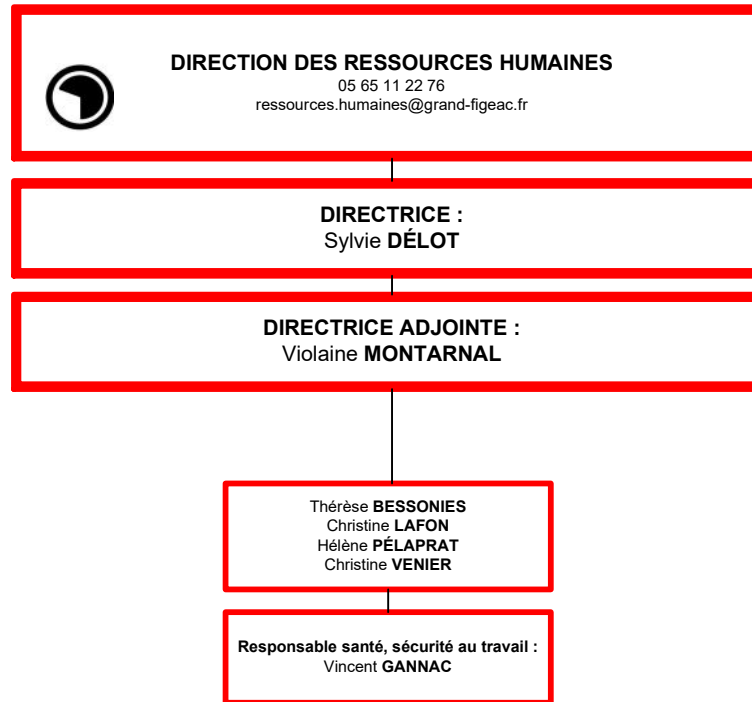 DIRECTION DES RESSOURCES HUMAINES
05 65 11 22 76
ressources.humaines@grand-figeac.fr
DIRECTRICE :
Sylvie DÉLOT
DIRECTRICE ADJOINTE :
Violaine MONTARNAL
Thérèse BESSONIES
Christine LAFON
Hélène PÉLAPRAT
Christine VENIER
Responsable santé, sécurité au travail :
Vincent GANNAC